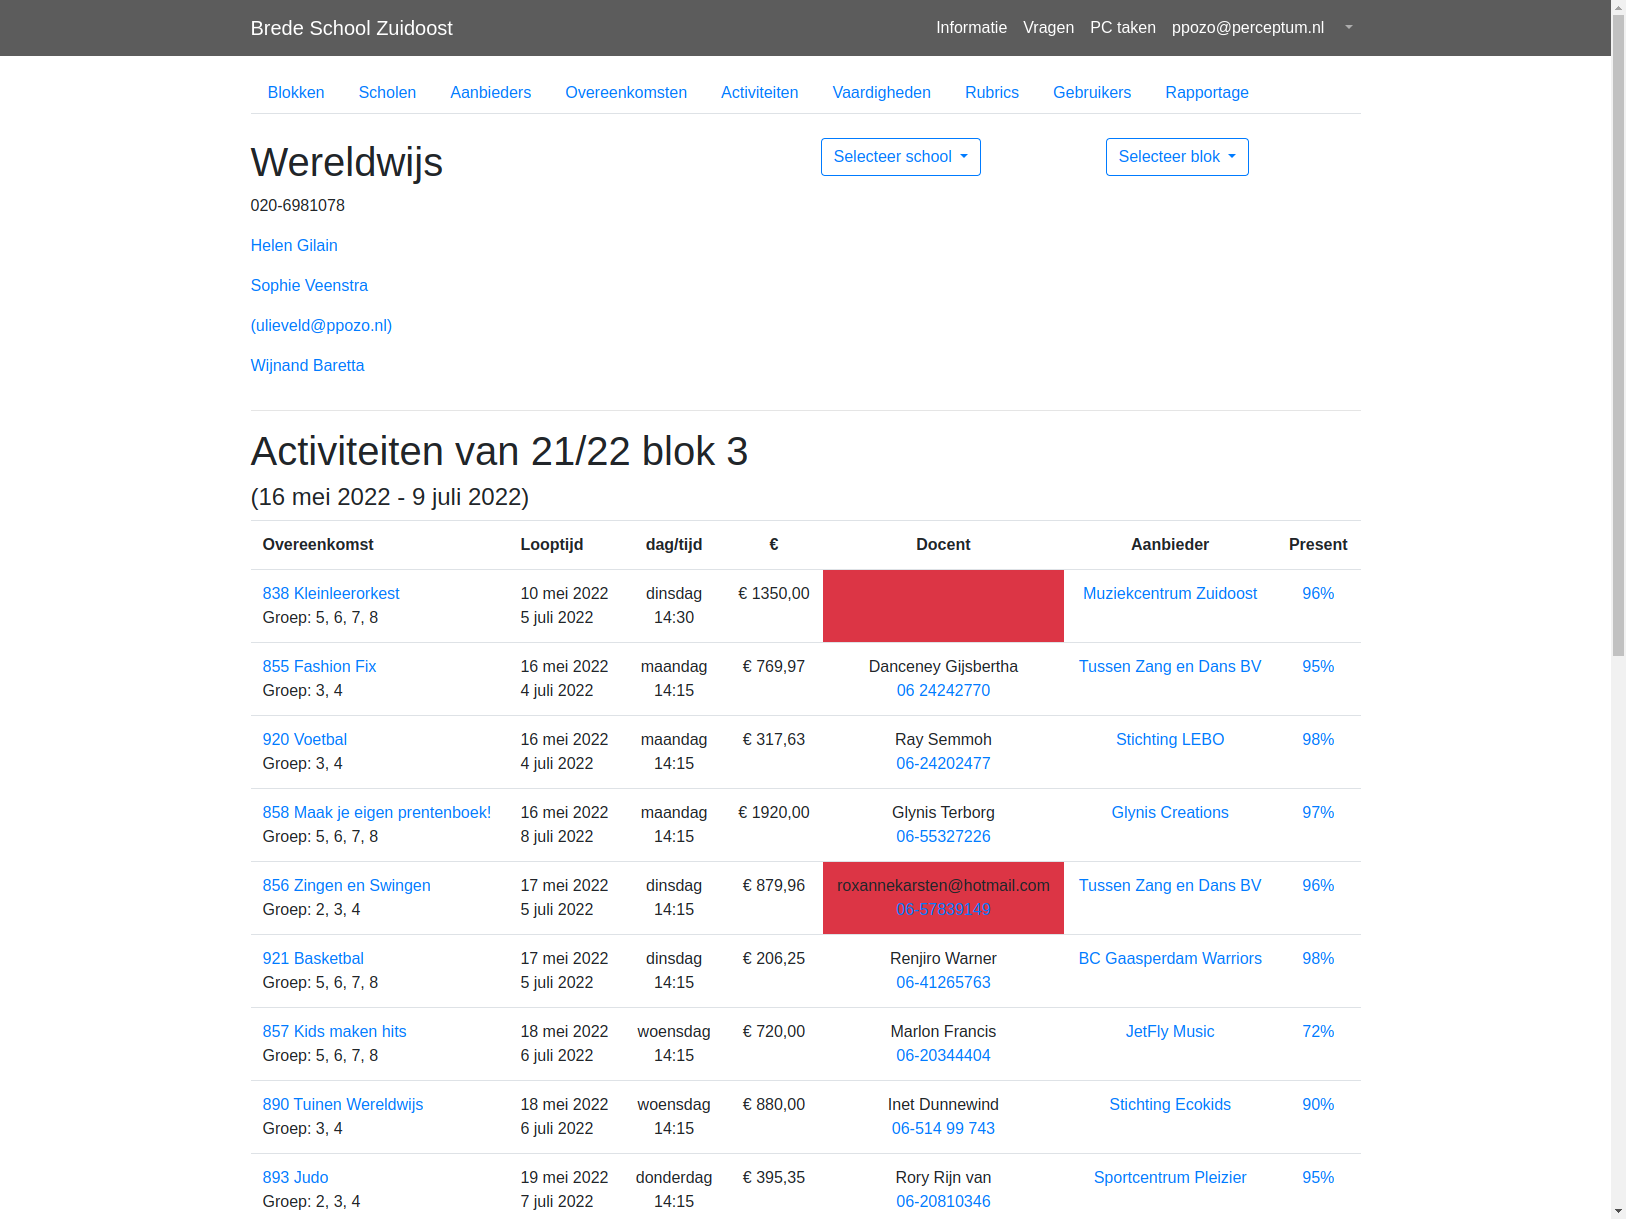 Brede School Zuidoost
Informatie Vragen PC taken ppozo@perceptum.nl
Blokken Scholen Aanbieders Overeenkomsten Activiteiten Vaardigheden Rubrics Gebruikers Rapportage
Wereldwijs
Selecteer school Selecteer blok
020-6981078
Helen Gilain
Sophie Veenstra
(ulieveld@ppozo.nl)
Wijnand Baretta
Activiteiten van 21/22 blok 3
(16 mei 2022 - 9 juli 2022)
Overeenkomst Looptijd dag/tijd € Docent Aanbieder Present
838 Kleinleerorkest 10 mei 2022 dinsdag € 1350,00 Muziekcentrum Zuidoost 96%
Groep: 5, 6, 7, 8 5 juli 2022 14:30
855 Fashion Fix 16 mei 2022 maandag € 769,97 Danceney Gijsbertha Tussen Zang en Dans BV 95%
Groep: 3, 4 4 juli 2022 14:15 06 24242770
920 Voetbal 16 mei 2022 maandag € 317,63 Ray Semmoh Stichting LEBO 98%
Groep: 3, 4 4 juli 2022 14:15 06-24202477
858 Maak je eigen prentenboek! 16 mei 2022 maandag € 1920,00 Glynis Terborg Glynis Creations 97%
Groep: 5, 6, 7, 8 8 juli 2022 14:15 06-55327226
856 Zingen en Swingen 17 mei 2022 dinsdag € 879,96 roxannekarsten@hotmail.com Tussen Zang en Dans BV 96%
Groep: 2, 3, 4 5 juli 2022 14:15 06-57839149
921 Basketbal 17 mei 2022 dinsdag € 206,25 Renjiro Warner BC Gaasperdam Warriors 98%
Groep: 5, 6, 7, 8 5 juli 2022 14:15 06-41265763
857 Kids maken hits 18 mei 2022 woensdag € 720,00 Marlon Francis JetFly Music 72%
Groep: 5, 6, 7, 8 6 juli 2022 14:15 06-20344404
890 Tuinen Wereldwijs 18 mei 2022 woensdag € 880,00 Inet Dunnewind Stichting Ecokids 90%
Groep: 3, 4 6 juli 2022 14:15 06-514 99 743
893 Judo 19 mei 2022 donderdag € 395,35 Rory Rijn van Sportcentrum Pleizier 95%
Groep: 2, 3, 4 7 juli 2022 14:15 06-20810346